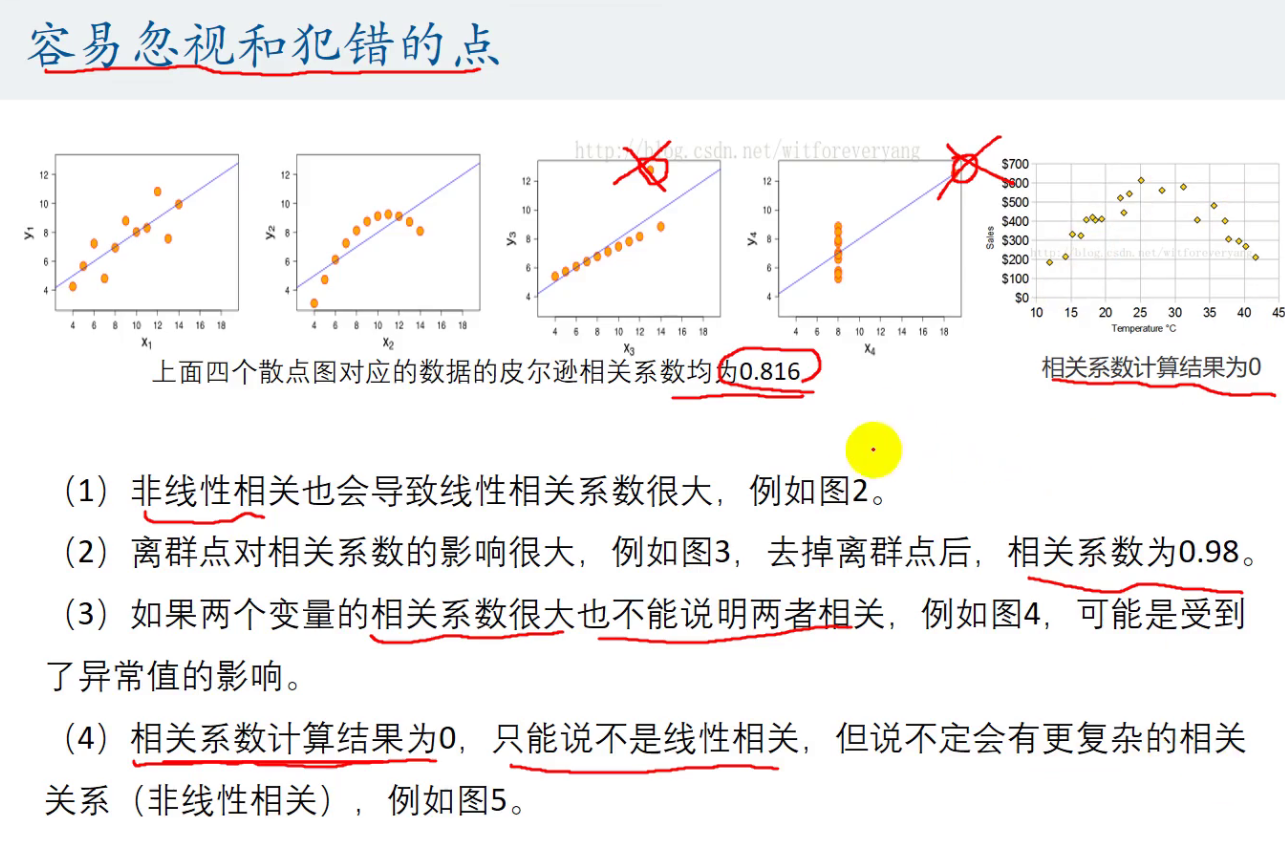 容易忽视和犯错的点
http://blog.csdn.net/witforeveryang
12
10
8
6
4
y1
4 6 8 10 12 14 16 18
x1
12
10
8
6
4
y2
4 6 8 10 12 14 16 18
x2
12
10
8
6
4
y3
4 6 8 10 12 14 16 18
x3
12
10
8
6
4
y4
4 6 8 10 12 14 16 18
x4
$700
$600
$500
$400
$300
$200
$100
$0
Sales
http://blog.csdn.net/witforeveryang
10 15 20 25 30 35 40 45
Temperature °C
上面四个散点图对应的数据的皮尔逊相关系数均为0.816
相关系数计算结果为0
（1）非线性相关也会导致线性相关系数很大，例如图2。
（2）离群点对相关系数的影响很大，例如图3，去掉离群点后，相关系数为0.98。
（3）如果两个变量的相关系数很大也不能说明两者相关，例如图4，可能是受到
了异常值的影响。
（4）相关系数计算结果为0，只能说不是线性相关，但说不定会有更复杂的相关
关系（非线性相关），例如图5。